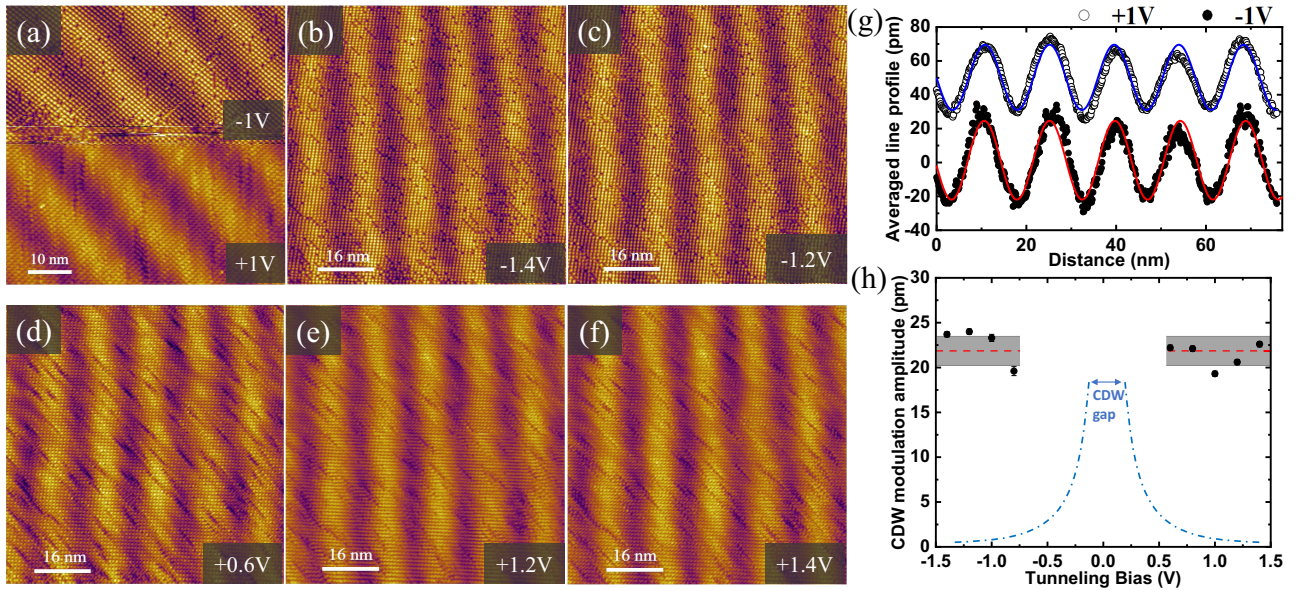 (a)
-1V
10 nm
+1V
(b)
16 nm
-1.4V
(c)
16 nm
-1.2V
(d)
16 nm
+0.6V
(e)
16 nm
+1.2V
(f)
16 nm
+1.4V
(g)
+1V -1V
Averaged line profile (pm)
80
60
40
20
0
-20
-40
0 20 40 60
Distance (nm)
(h)
CDW modulation amplitude (pm)
30
25
20
15
10
5
0
CDW
gap
-1.5 -1.0 -0.5 0.0 0.5 1.0 1.5
Tunneling Bias (V)